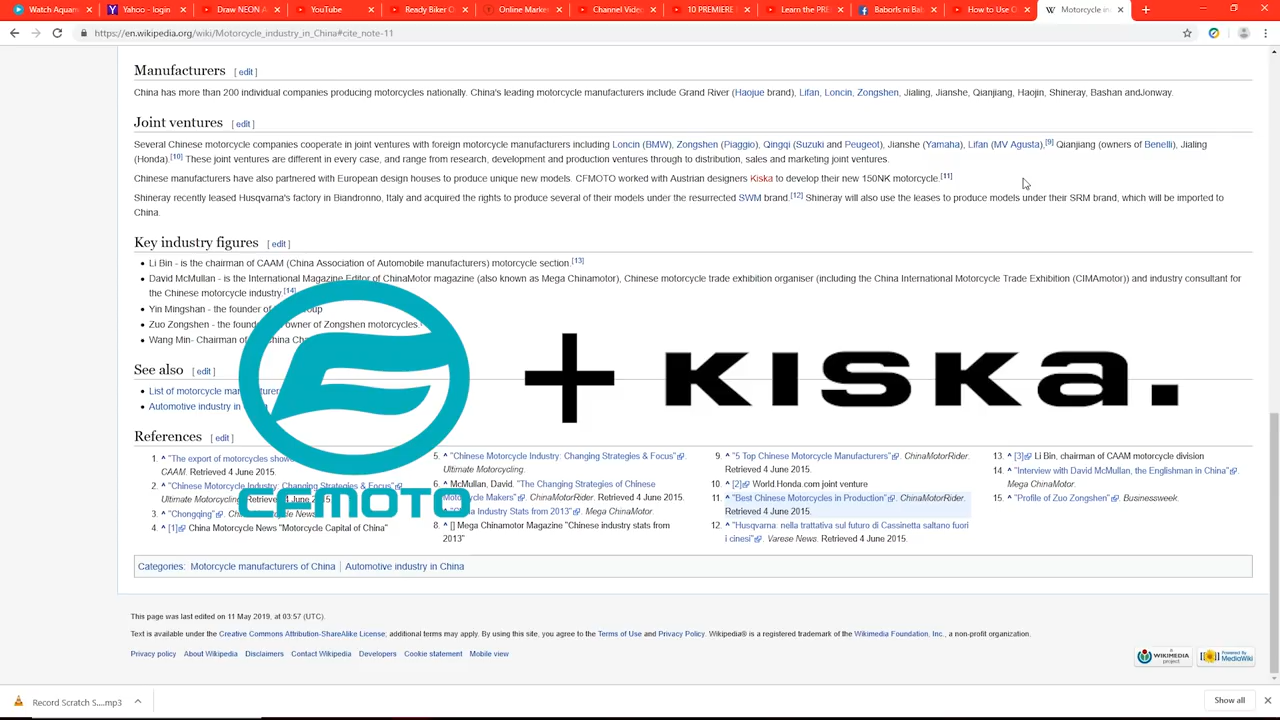 Watch Aquam
Yahoo - login
Draw NEON A
YouTube
Ready Biker C
Online Marke
Channel Video
10 PREMIERE
Learn the PRE
Baborls ni Bab
How to Use C
Motorcycle in
https://en.wikipedia.org/wiki/Motorcycle_industry_in_China#cite_note-11
Manufacturers [ edit ]
China has more than 200 individual companies producing motorcycles nationally. China's leading motorcycle manufacturers include Grand River (Haojue brand), Lifan, Loncin, Zongshen, Jialing, Jianshe, Qianjiang, Haojin, Shineray, Bashan andJonway.
Joint ventures [ edit ]
Several Chinese motorcycle companies cooperate in joint ventures with foreign motorcycle manufacturers including Loncin (BMW), Zongshen (Piaggio), Qingqi (Suzuki and Peugeot), Jianshe (Yamaha), Lifan (MV Agusta),[9] Qianjiang (owners of Benelli), Jialing
(Honda).[10] These joint ventures are different in every case, and range from research, development and production ventures through to distribution, sales and marketing joint ventures.
Chinese manufacturers have also partnered with European design houses to produce unique new models. CFMOTO worked with Austrian designers Kiska to develop their new 150NK motorcycle.[11]
Shineray recently leased Husqvarna's factory in Biandronno, Italy and acquired the rights to produce several of their models under the resurrected SWM brand.[12] Shineray will also use the leases to produce models under their SRM brand, which will be imported to
China.
Key industry figures [ edit ]
• Li Bin - is the chairman of CAAM (China Association of Automobile manufacturers) motorcycle section.[13]
• David McMullan - is the International Magazine Editor of ChinaMotor magazine (also known as Mega Chinamotor), Chinese motorcycle trade exhibition organiser (including the China International Motorcycle Trade Exhibition (CIMAmotor)) and industry consultant for
the Chinese motorcycle industry.[14]
• Yin Mingshan - the founder of
• Zuo Zongshen - the owner of Zongshen motorcycles.
• Wang Min- Chairman of China
CFMOTO + KISKA.
See also [ edit ]
• List of motorcycle
• Automotive industry in
References [ edit ]
1. ^ "The export of motorcycles
CAAM. Retrieved 4 June 2015.
2. ^ "Chinese Motorcycle Industry: Changing Strategies & Focus".
Ultimate Motorcycling. Retrieved 4 June 2015.
3. ^ "Chongqing". China Motorcycle
4. ^ [1] China Motorcycle News "Motorcycle Capital of China"
5. ^ "Chinese Motorcycle Industry: Changing Strategies & Focus".
Ultimate Motorcycling.
6. ^ McMullan, David. "The Changing Strategies of Chinese
Motorcycle Makers". ChinaMotorRider. Retrieved 4 June 2015.
Industry Stats from 2013". Mega ChinaMotor.
8. ^ [] Mega Chinamotor Magazine "Chinese industry stats from
2013"
9. ^ "5 Top Chinese Motorcycle Manufacturers". ChinamotorRider.
Retrieved 4 June 2015.
10. ^ [2] World.Honda.com joint venture
11. ^ "Best Chinese Motorcycles in Production". ChinaMotorRider.
Retrieved 4 June 2015.
12. ^ "Husqvarna: nella trattativa sul futuro di Cassinetta saltano fuori
i cinesi". Varese News. Retrieved 4 June 2015.
13. ^ [3] Li Bin, chairman of CAAM motorcycle division
14. ^ "Interview with David McMullan, the Englishman in China".
Mega ChinaMotor.
15. ^ "Profile of Zuo Zongshen". Businessweek.
Categories: Motorcycle manufacturers of China | Automotive industry in China
This page was last edited on 11 May 2019, at 03:57 (UTC).
Text is available under the Creative Commons Attribution-ShareAlike License; additional terms may apply. By using this site, you agree to the Terms of Use and Privacy Policy. Wikipedia® is a registered trademark of the Wikimedia Foundation, Inc., a non-profit organization.
Privacy policy About Wikipedia Disclaimers Contact Wikipedia Developers Cookie statement Mobile view
A WIKIMEDIA project
Powered By MediaWiki
Record Scratch S....mp3
Show all